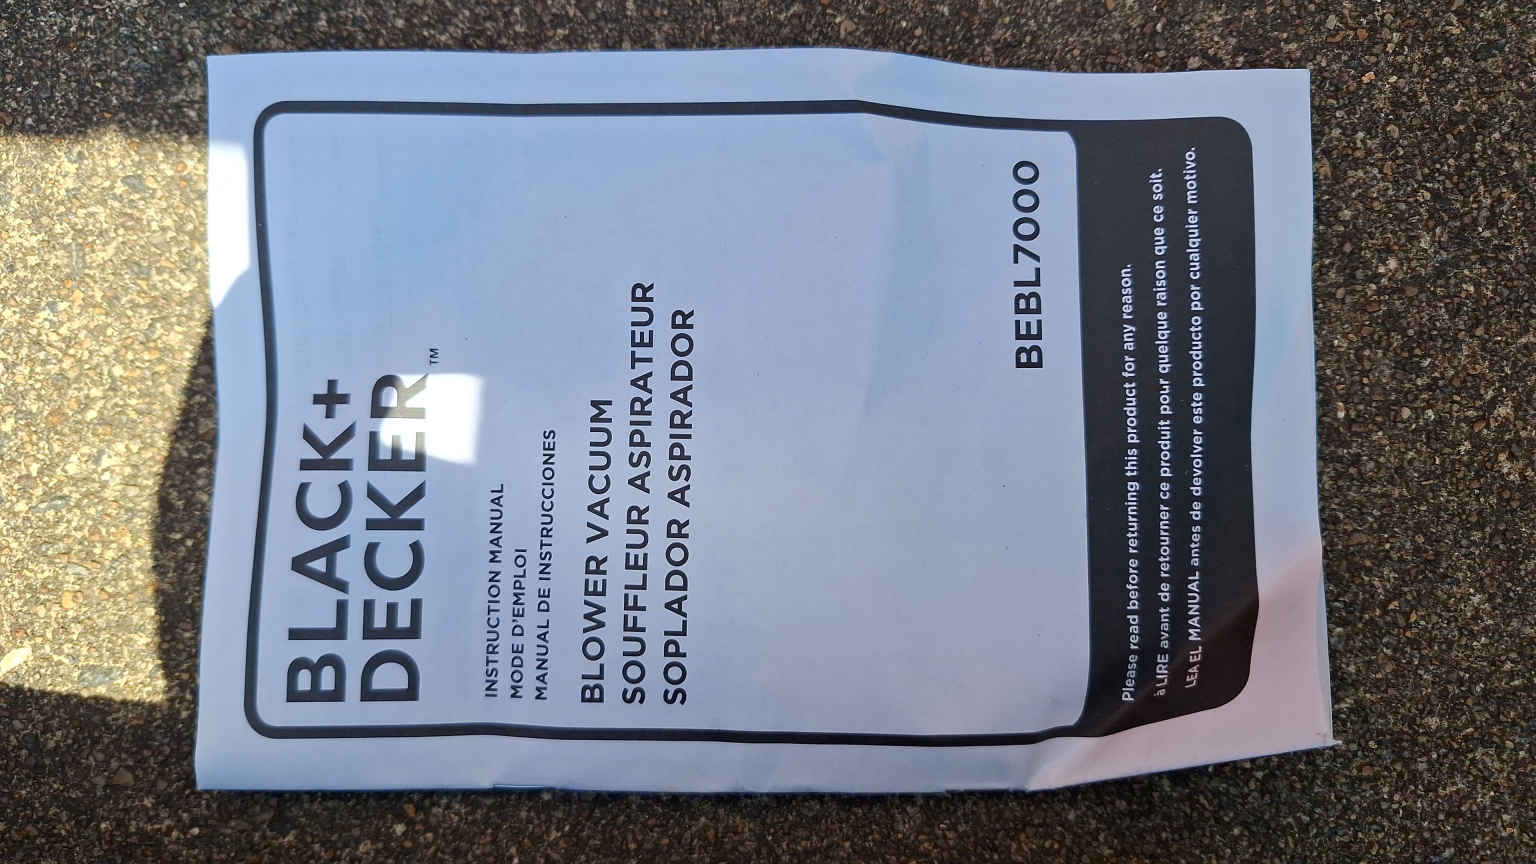 BLACK+
DECKER™
INSTRUCTION MANUAL
MODE D'EMPLOI
MANUAL DE INSTRUCCIONES
BLOWER VACUUM
SOUFFLEUR ASPIRATEUR
SOPLADOR ASPIRADOR
BEBL7000
Please read before returning this product for any reason.
à LIRE avant de retourner ce produit pour quelque raison que ce soit.
LEA EL MANUAL antes de devolver este producto por cualquier motivo.